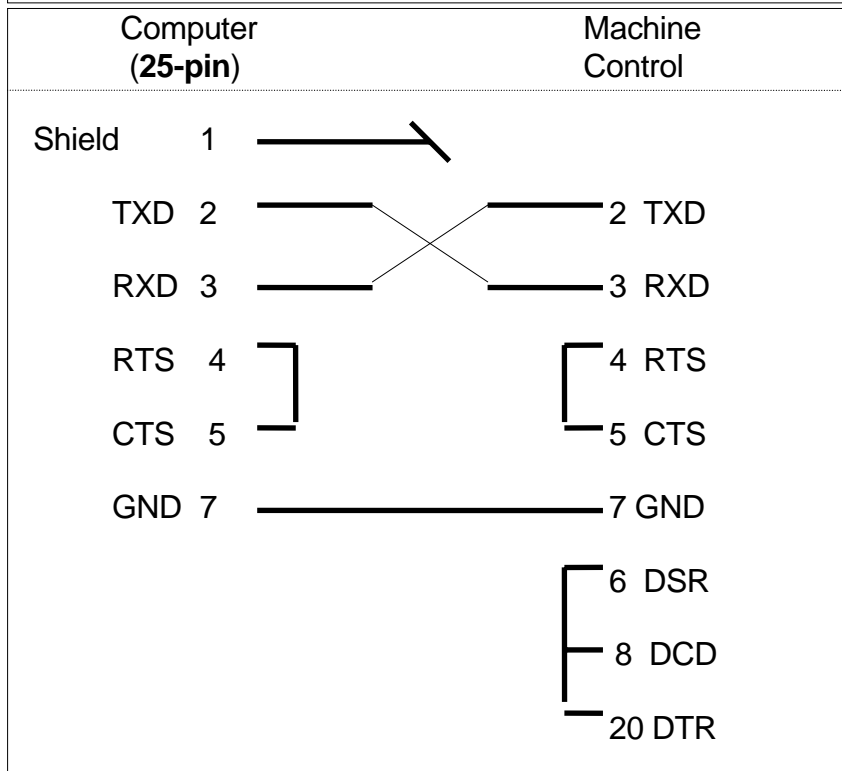 Computer Machine
(25-pin) Control
Shield 1
TXD 2 2 TXD
RXD 3 3 RXD
RTS 4 4 RTS
CTS 5 5 CTS
GND 7 7 GND
6 DSR
8 DCD
20 DTR